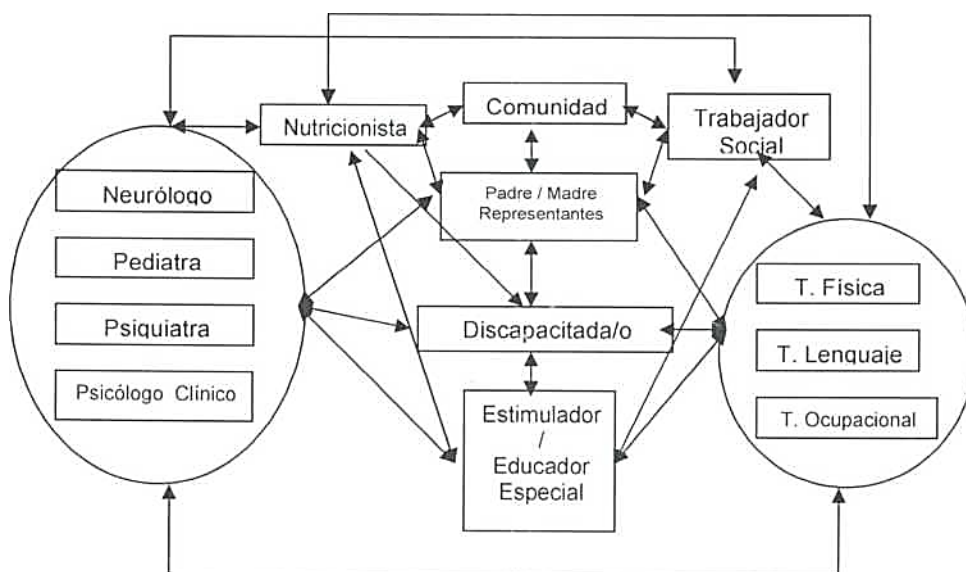 Comunidad
Nutricionista
Trabajador
Social
Padre / Madre
Representantes
Neurólogo
Pediatra
Psiquiatra
Psicólogo Clínico
Discapacitada/o
Estimulador
/
Educador
Especial
T. Física
T. Lenguaje
T. Ocupacional